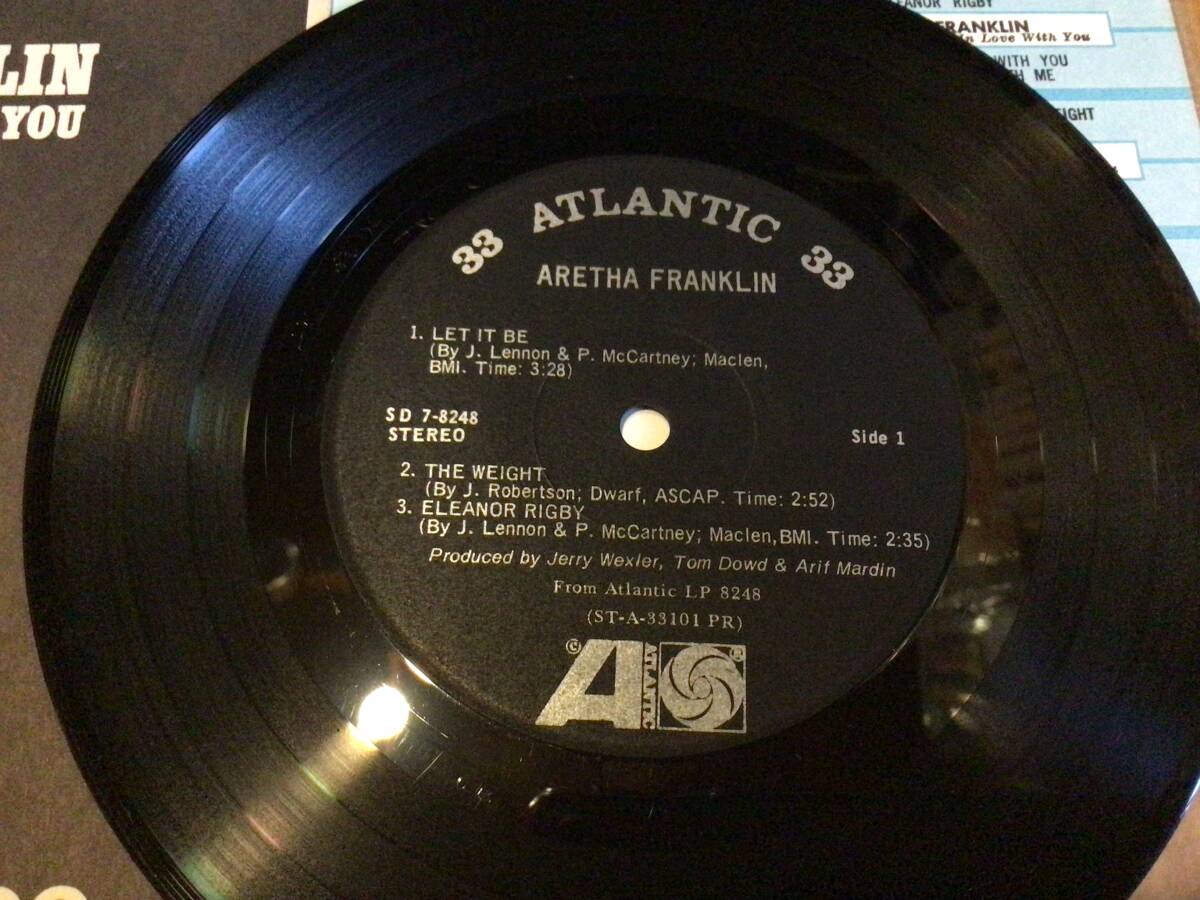 LIN
YOU
ELEANOR RIGBY
FRANKLIN
In Love With You
WITH YOU
ME
33 ATLANTIC 33
ARETHA FRANKLIN
1. LET IT BE
(By J. Lennon & P. McCartney; Maclen,
BMI. Time: 3:28)
SD 7-8248
STEREO
Side 1
2. THE WEIGHT
(By J. Robertson; Dwarf, ASCAP. Time: 2:52)
3. ELEANOR RIGBY
(By J. Lennon & P. McCartney; Maclen, BMI. Time: 2:35)
Produced by Jerry Wexler, Tom Dowd & Arif Mardin
From Atlantic LP 8248
(ST-A-33101 PR)
© A ATLANTIC ®